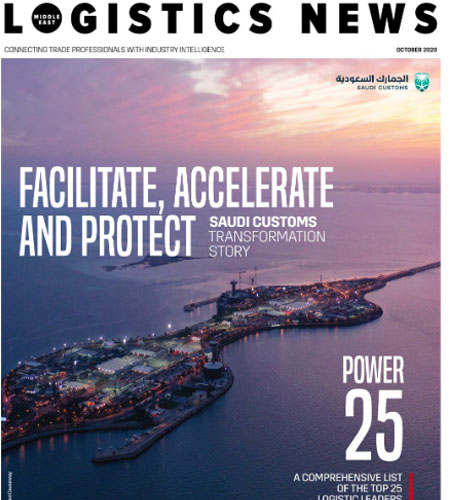 LOGISTICS NEWS
MIDDLE
EAST
CONNECTING TRADE PROFESSIONALS WITH INDUSTRY INTELLIGENCE
OCTOBER 2020
الجمارك السعودية
SAUDI CUSTOMS
FACILITATE, ACCELERATE
AND PROTECT
SAUDI CUSTOMS
TRANSFORMATION
STORY
POWER
25
A COMPREHENSIVE LIST
OF THE TOP 25
LOGISTIC LEADERS